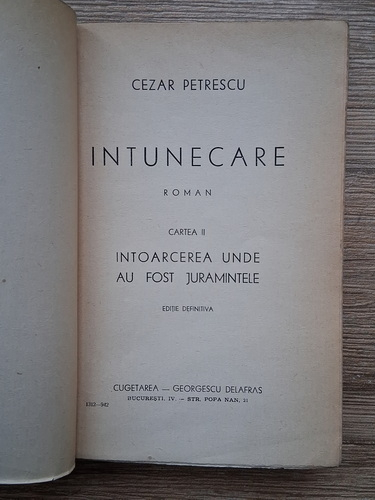 CEZAR PETRESCU
INTUNECARE
ROMAN
CARTEA II
INTOARCEREA UNDE
AU FOST JURAMINTELE
EDIȚIE DEFINITIVA
CUGETAREA — GEORGESCU DELAFRAS
BUCUREȘTI. IV. – STR. POPA NAN, 21